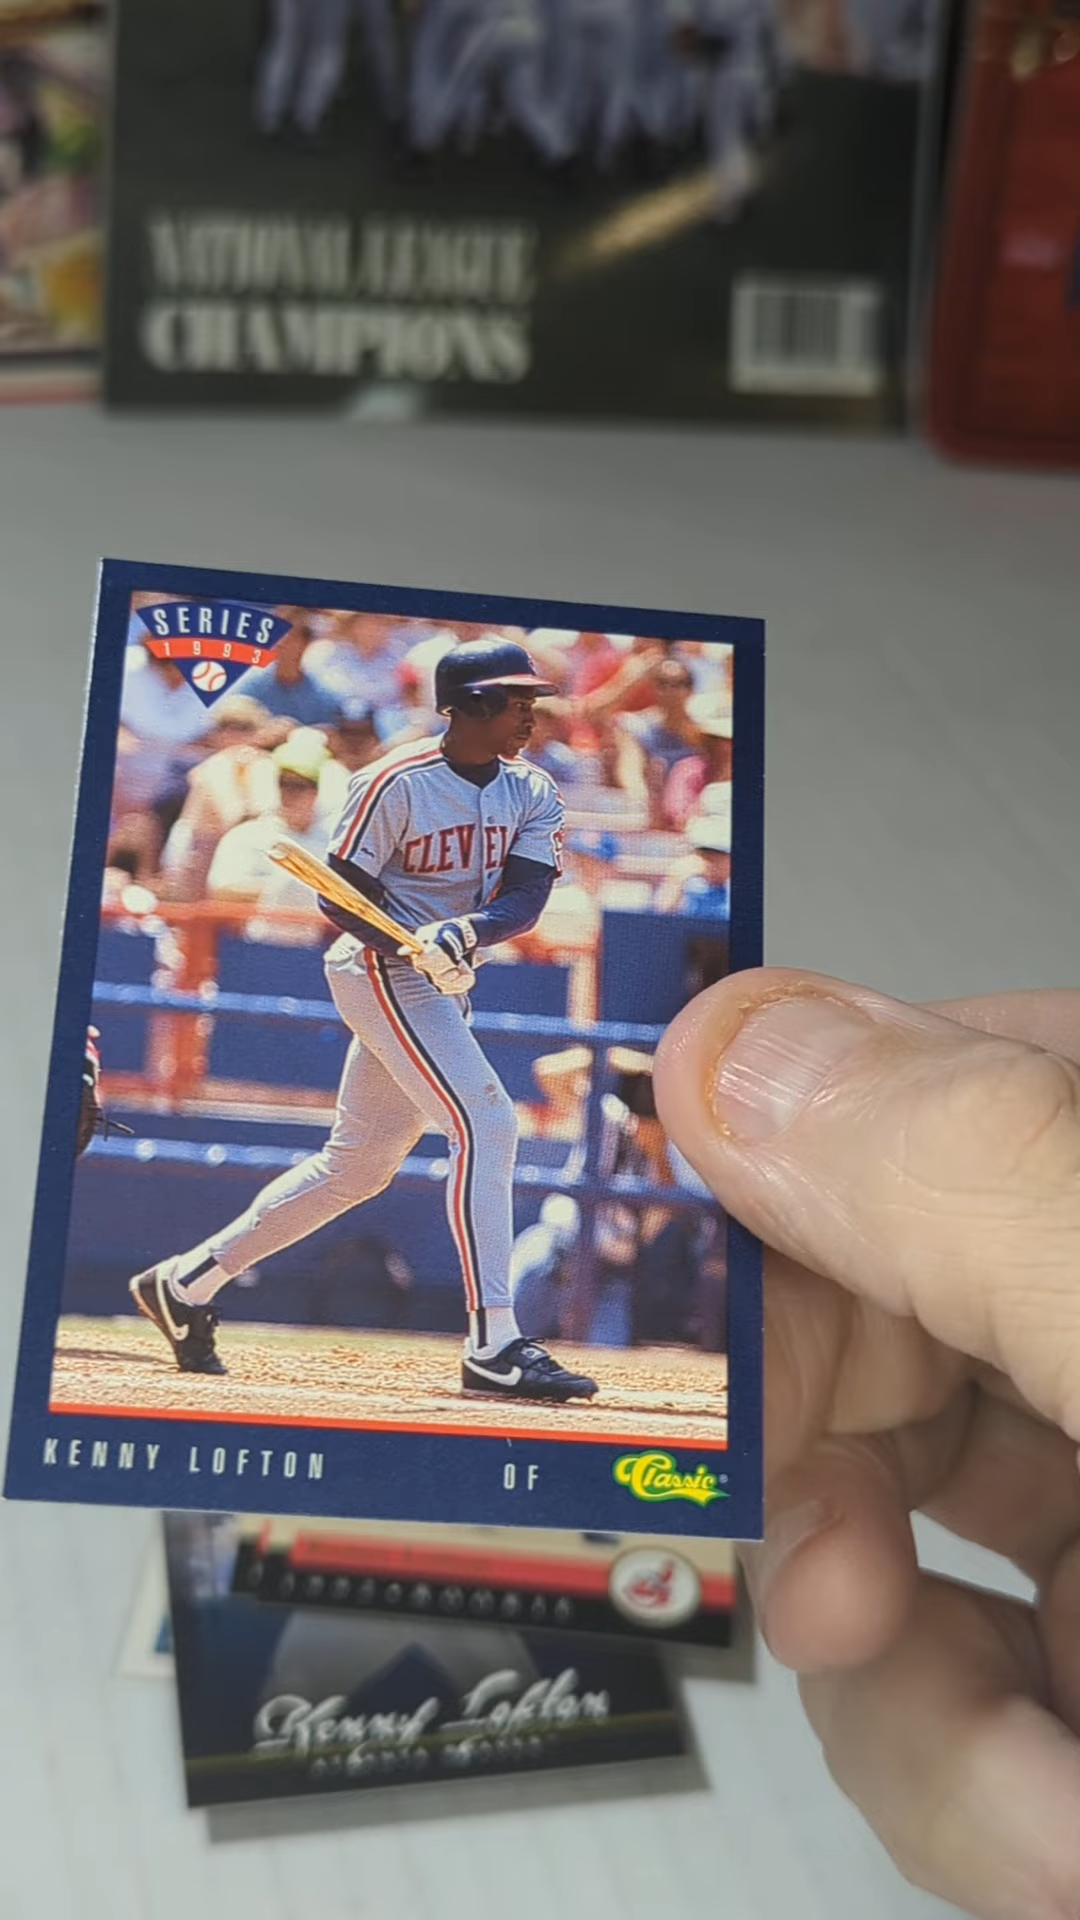 NATIONAL LEAGUE
CHAMPIONS
SERIES
1993
CLEVEL
KENNY LOFTON
OF
Classic®
Kenny Lofton